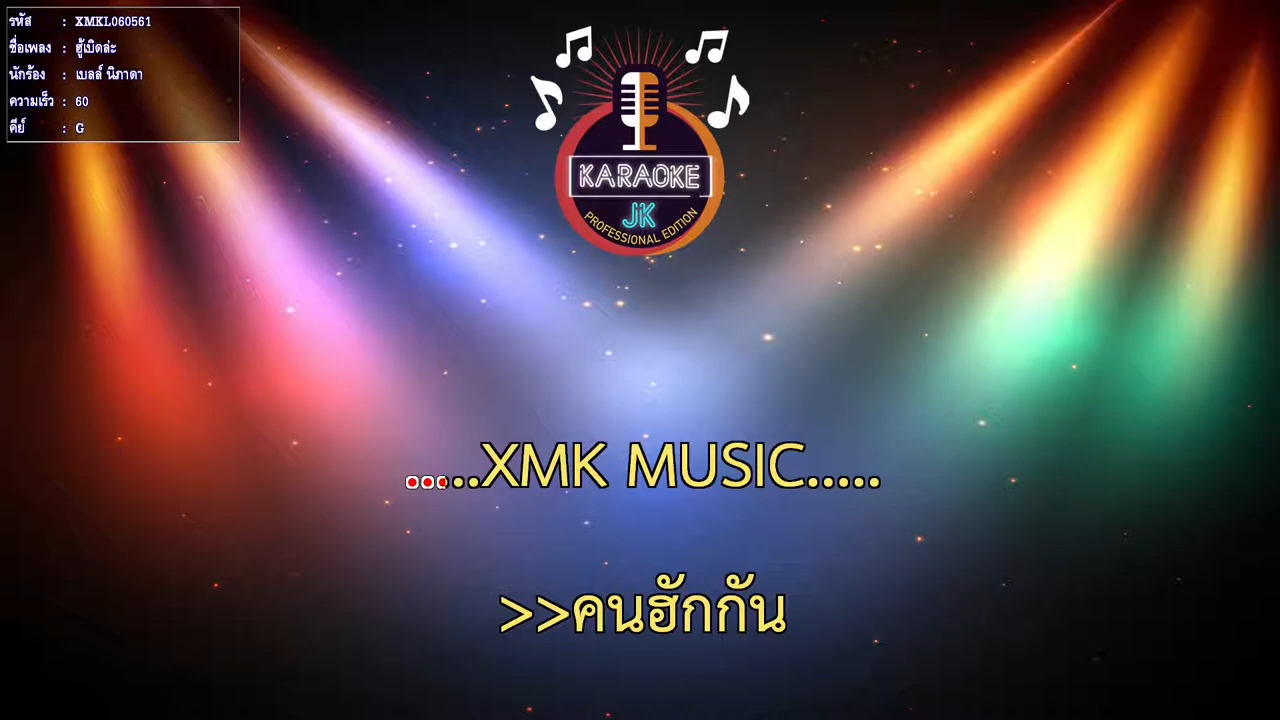 รหัส : XMKL060561
ชื่อเพลง : ฮู้เบิดล่ะ
นักร้อง : เบลล์ นิภาดา
ความเร็ว : 60
คีย์ : G
KARAOKE
JK
PROFESSIONAL EDITION
.....XMK MUSIC.....
>>คนฮักกัน